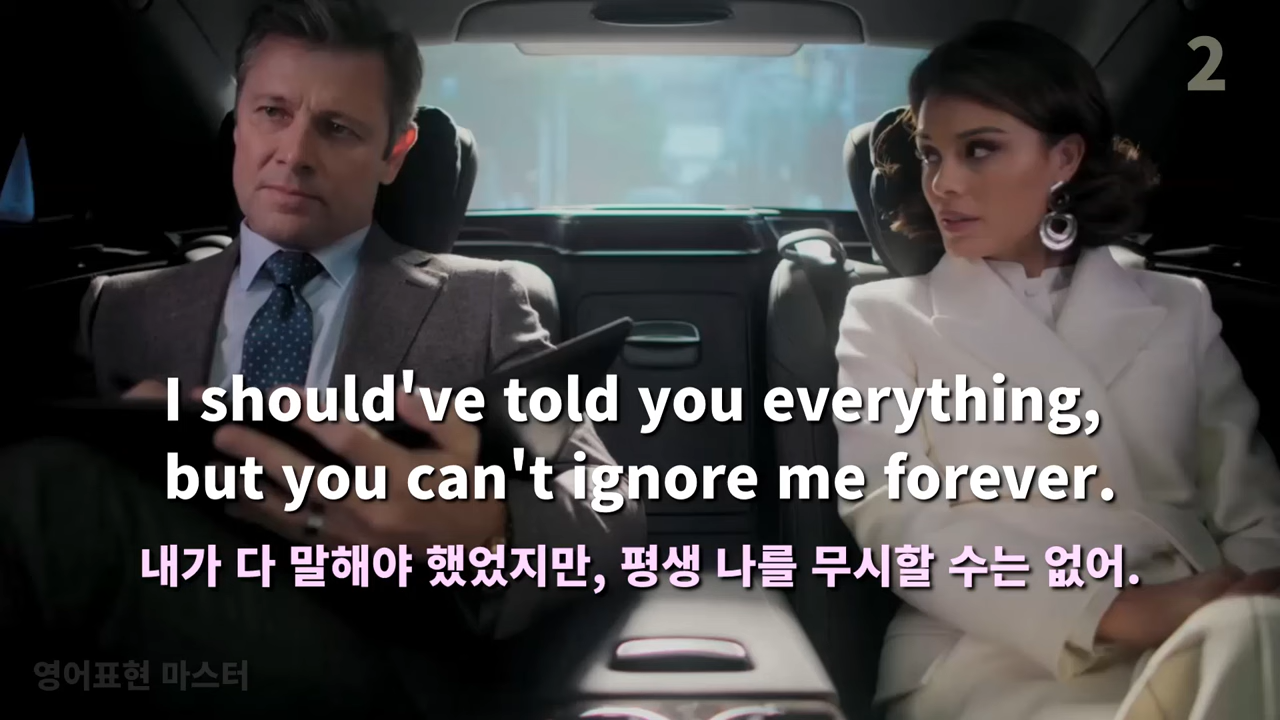 2
I should've told you everything,
but you can't ignore me forever.
내가 다 말해야 했었지만, 평생 나를 무시할 수는 없어.
영어표현 마스터